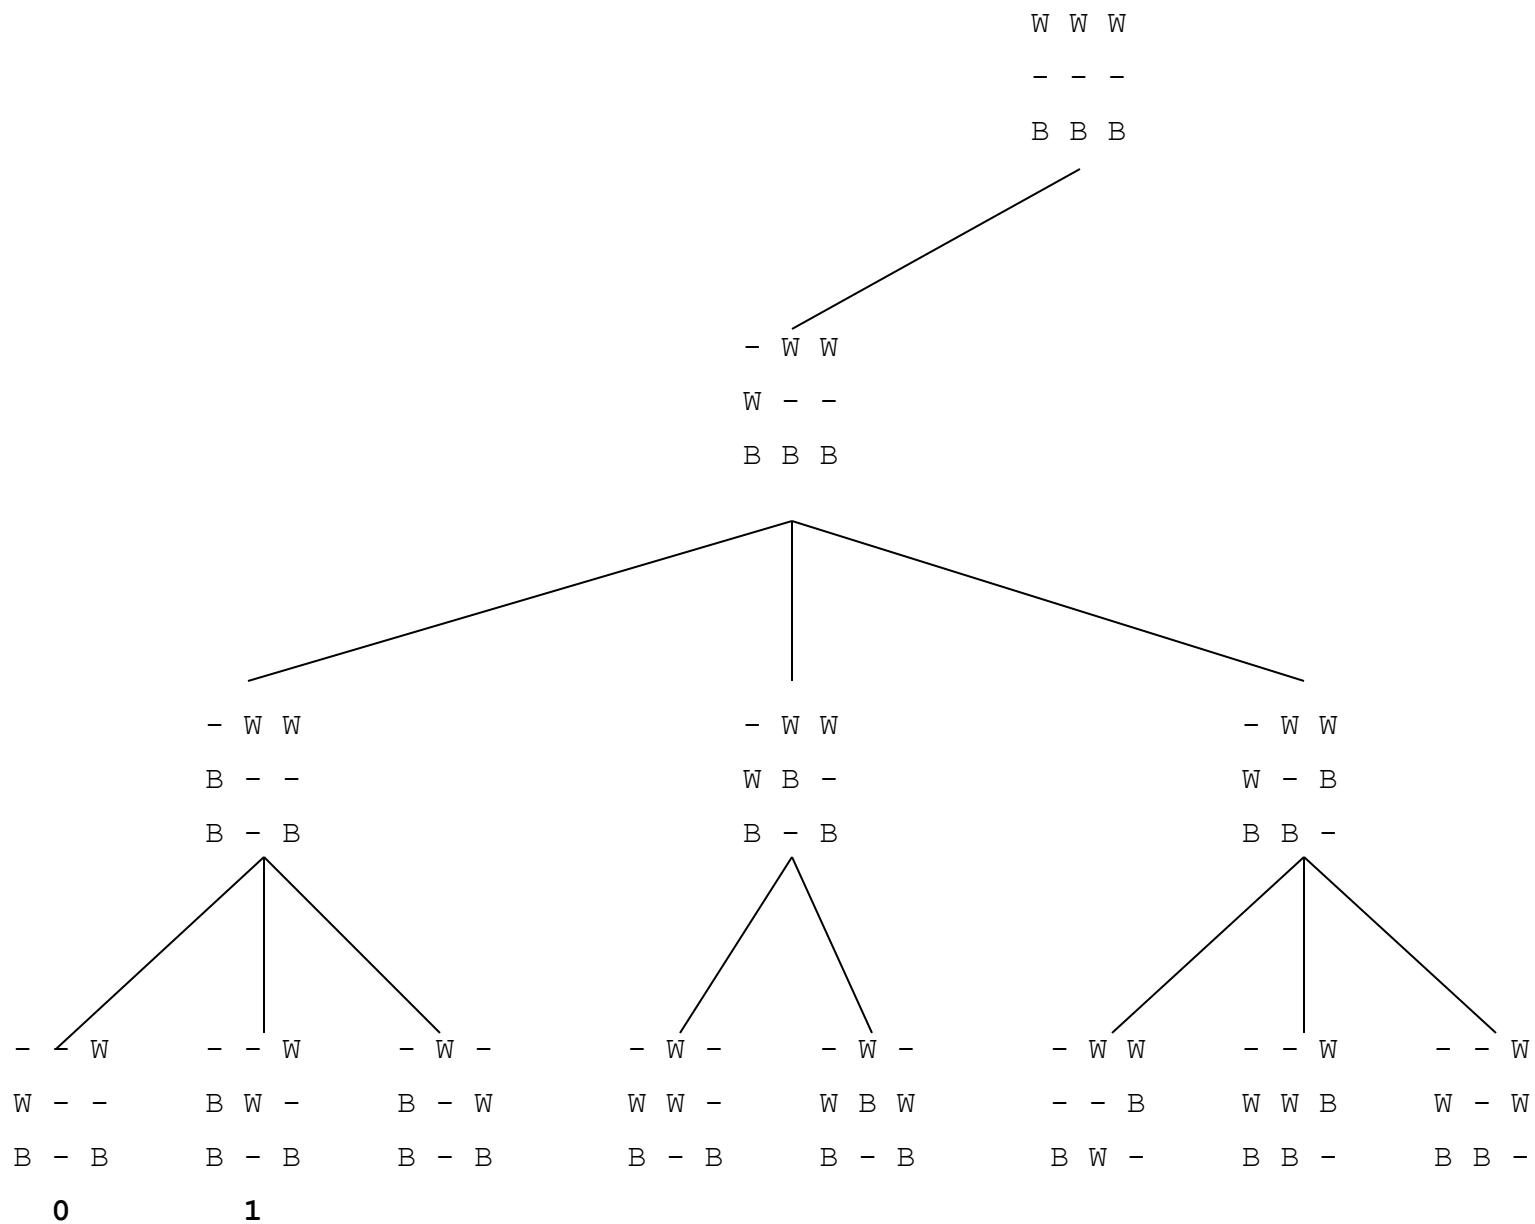 W W W
- - -
B B B
- W W
W - -
B B B
- W W - W W - W W
B - - W B - W - B
B - B B - B B B -
- - W - - W - W - - W - - W - - W W - - W - - W
W - - B W - B - W W W - W B W - - B W W B W - W
B - B B - B B - B B - B B - B B W - B B - B B -
0 1